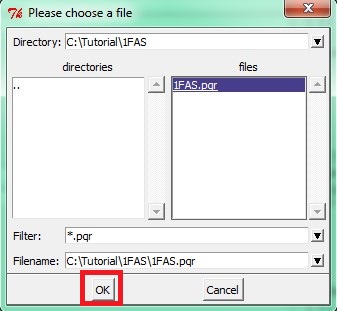 Please choose a file
Directory: C:\Tutorial\1FAS
directories files
.. 1FAS.pqr
Filter: *.pqr
Filename: C:\Tutorial\1FAS\1FAS.pqr
OK Cancel